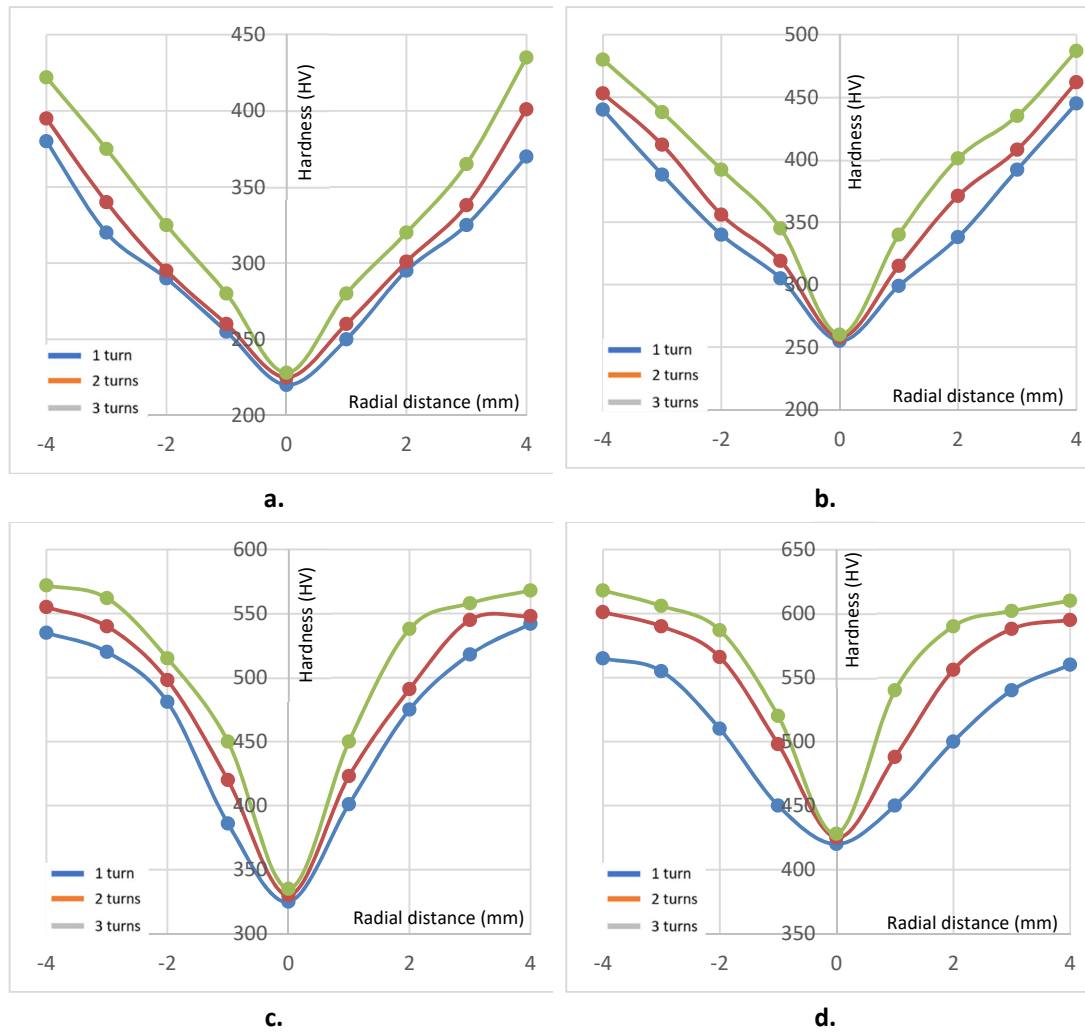 450
400
350
300
250
200
-4 -2 0 2 4
Hardness (HV)
Radial distance (mm)
1 turn
2 turns
3 turns
a.
500
450
400
350
300
250
200
-4 -2 0 2 4
Hardness (HV)
Radial distance (mm)
1 turn
2 turns
3 turns
b.
600
550
500
450
400
350
300
-4 -2 0 2 4
Hardness (HV)
Radial distance (mm)
1 turn
2 turns
3 turns
c.
650
600
550
500
450
400
350
-4 -2 0 2 4
Hardness (HV)
Radial distance (mm)
1 turn
2 turns
3 turns
d.